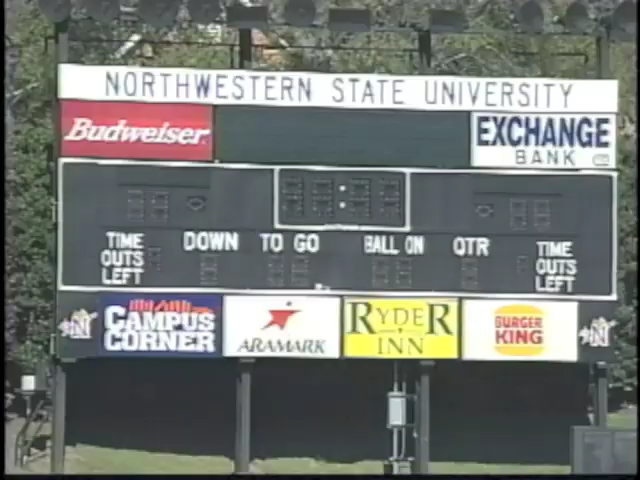 NORTHWESTERN STATE UNIVERSITY
Budweiser
EXCHANGE
BANK
TIME
OUTS
LEFT
DOWN
TO GO
BALL ON
QTR
TIME
OUTS
LEFT
N
CAMPUS
CORNER
ARAMARK
RYDER
INN
BURGER
KING
N